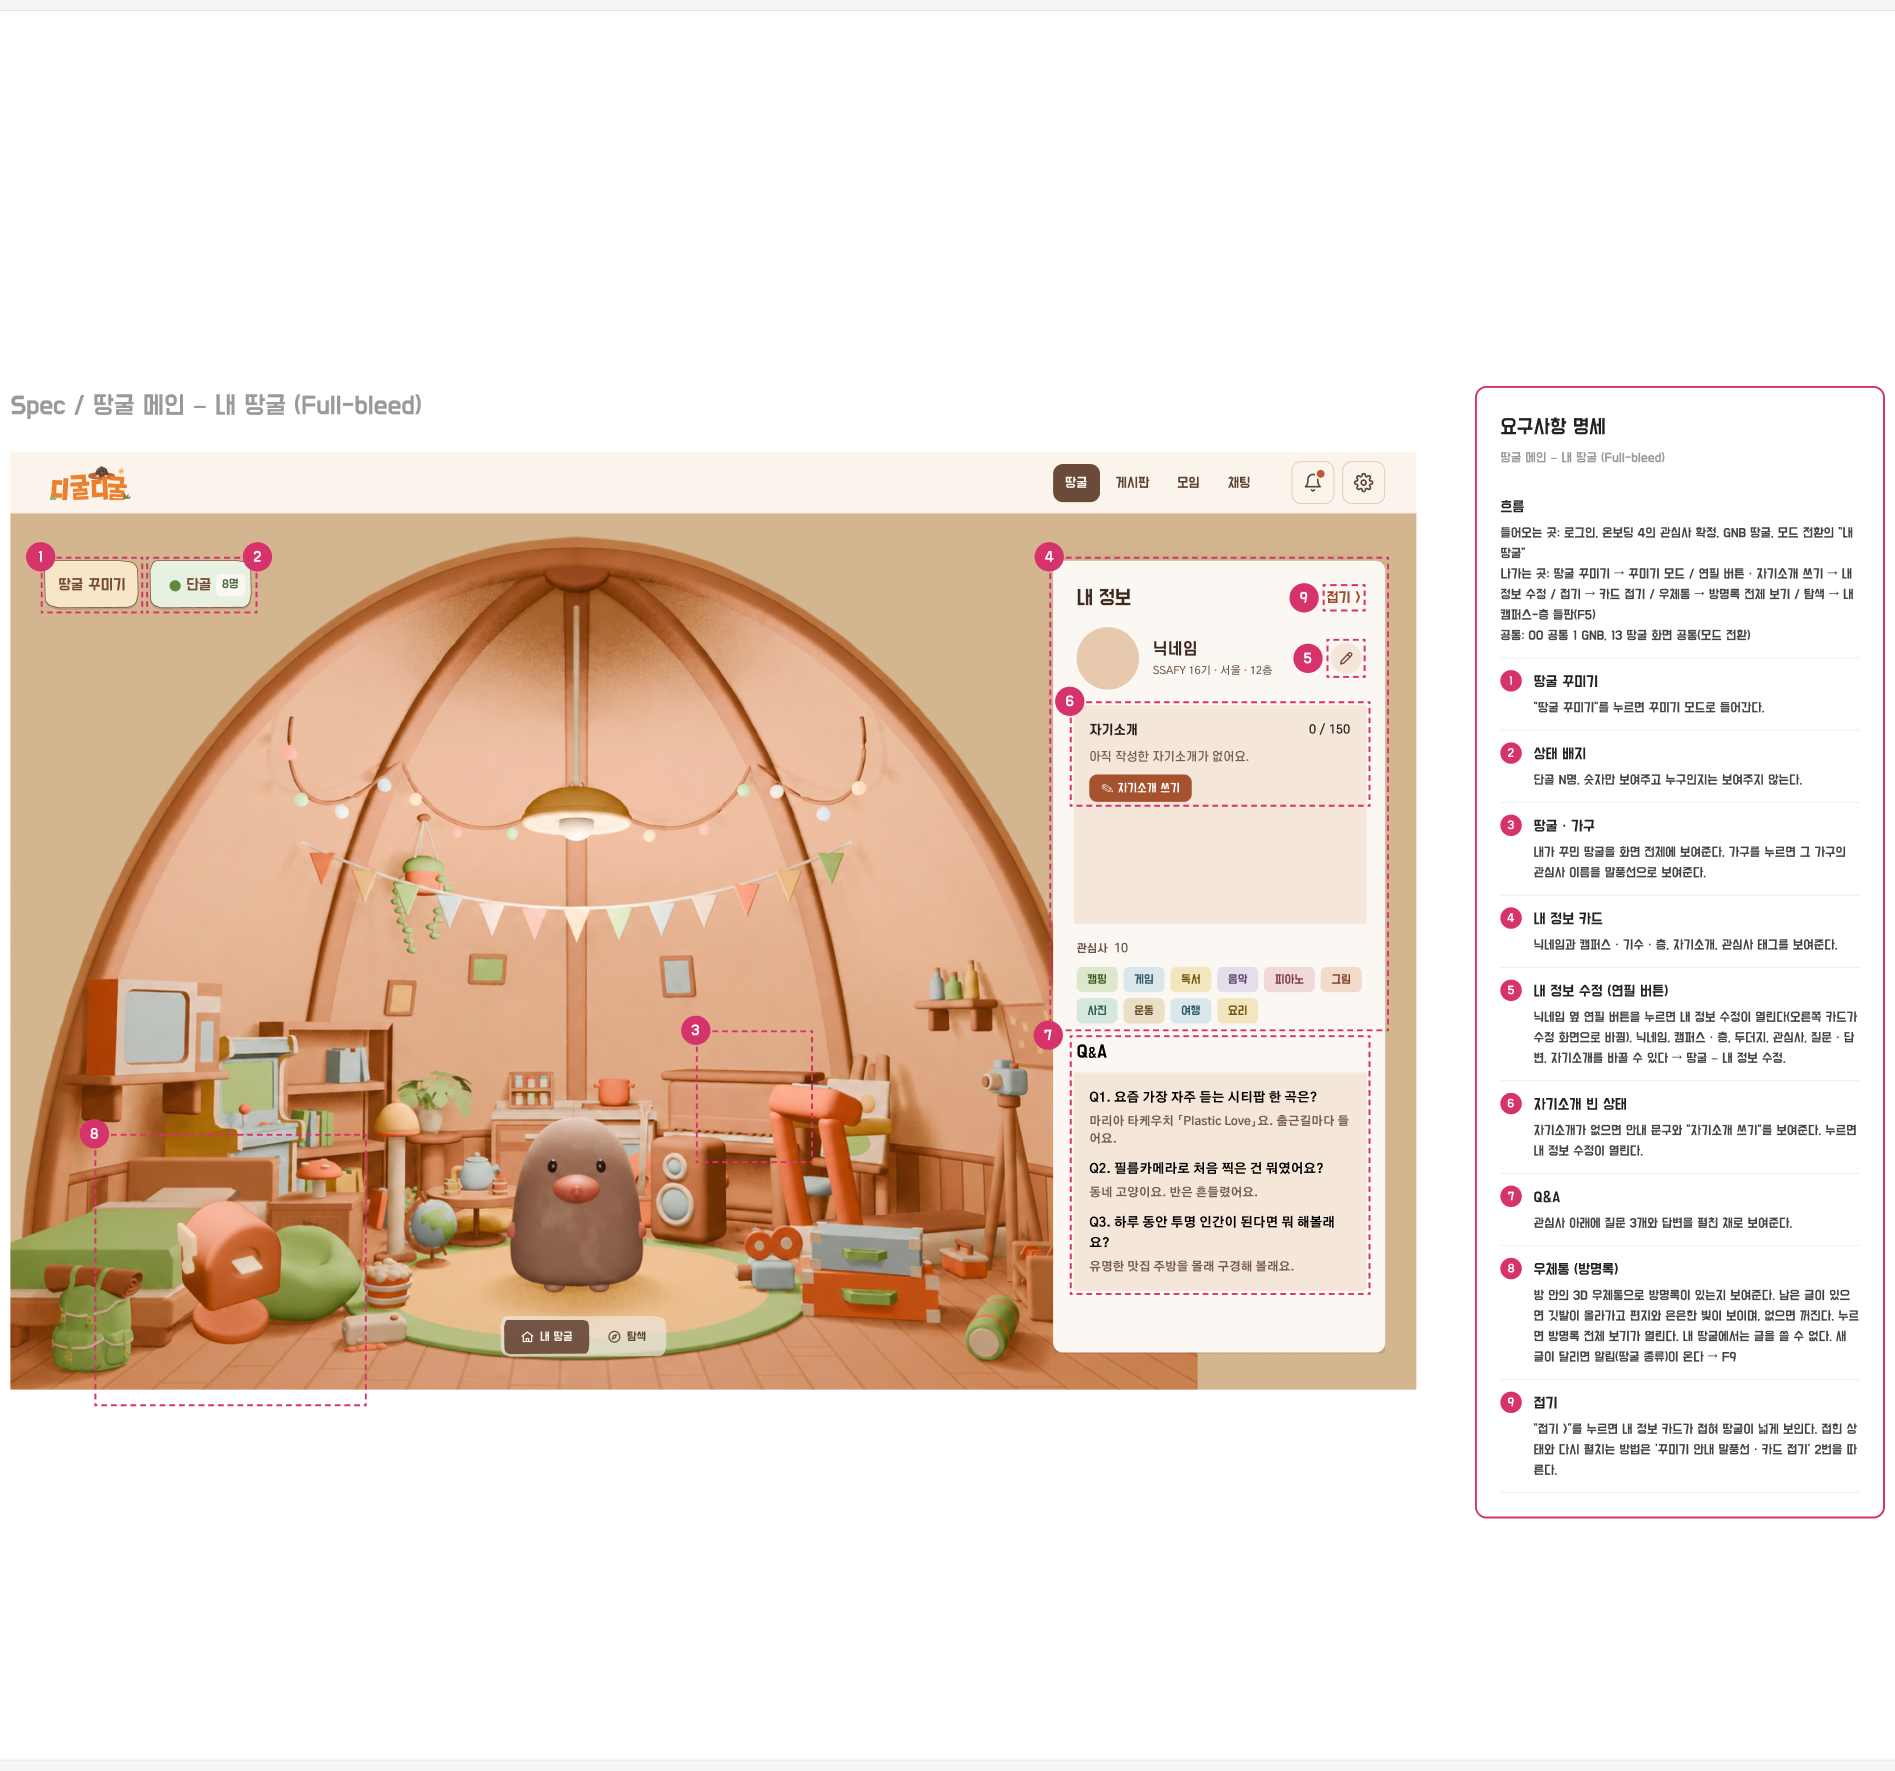 Spec / 땅굴 메인 – 내 땅굴 (Full-bleed)
디굴디굴
땅굴
게시판
모임
채팅
1
땅굴 꾸미기
2
단골 8명
4
내 정보
9
접기 〉
닉네임
SSAFY 16기 · 서울 · 12층
5
6
자기소개
0 / 150
아직 작성한 자기소개가 없어요.
✎ 자기소개 쓰기
관심사 10
캠핑 게임 독서 음악 피아노 그림
사진 운동 여행 요리
3
7
Q&A
Q1. 요즘 가장 자주 듣는 시티팝 한 곡은?
마리아 타케우치 「Plastic Love」요. 출근길마다 들
어요.
Q2. 필름카메라로 처음 찍은 건 뭐였어요?
동네 고양이요. 반은 흔들렸어요.
Q3. 하루 동안 투명 인간이 된다면 뭐 해볼래
요?
유명한 맛집 주방을 몰래 구경해 볼래요.
8
내 땅굴
탐색
요구사항 명세
땅굴 메인 – 내 땅굴 (Full-bleed)
흐름
들어오는 곳: 로그인, 온보딩 4의 관심사 확정, GNB 땅굴, 모드 전환의 "내
땅굴"
나가는 곳: 땅굴 꾸미기 → 꾸미기 모드 / 연필 버튼 · 자기소개 쓰기 → 내
정보 수정 / 접기 → 카드 접기 / 우체통 → 방명록 전체 보기 / 탐색 → 내
캠퍼스-층 들판(F5)
공통: 00 공통 1 GNB, 13 땅굴 화면 공통(모드 전환)
1 땅굴 꾸미기
"땅굴 꾸미기"를 누르면 꾸미기 모드로 들어간다.
2 상태 배지
단골 N명. 숫자만 보여주고 누구인지는 보여주지 않는다.
3 땅굴 · 가구
내가 꾸민 땅굴을 화면 전체에 보여준다. 가구를 누르면 그 가구의
관심사 이름을 말풍선으로 보여준다.
4 내 정보 카드
닉네임과 캠퍼스 · 기수 · 층, 자기소개, 관심사 태그를 보여준다.
5 내 정보 수정 (연필 버튼)
닉네임 옆 연필 버튼을 누르면 내 정보 수정이 열린다(오른쪽 카드가
수정 화면으로 바뀜). 닉네임, 캠퍼스 · 층, 두더지, 관심사, 질문 · 답
변, 자기소개를 바꿀 수 있다 → 땅굴 – 내 정보 수정.
6 자기소개 빈 상태
자기소개가 없으면 안내 문구와 "자기소개 쓰기"를 보여준다. 누르면
내 정보 수정이 열린다.
7 Q&A
관심사 아래에 질문 3개와 답변을 펼친 채로 보여준다.
8 우체통 (방명록)
방 안의 3D 우체통으로 방명록이 있는지 보여준다. 남은 글이 있으
면 깃발이 올라가고 편지와 은은한 빛이 보이며, 없으면 꺼진다. 누르
면 방명록 전체 보기가 열린다. 내 땅굴에서는 글을 쓸 수 없다. 새
글이 달리면 알림(땅굴 종류)이 온다 → F9
9 접기
"접기 〉"를 누르면 내 정보 카드가 접혀 땅굴이 넓게 보인다. 접힌 상
태와 다시 펼치는 방법은 '꾸미기 안내 말풍선 · 카드 접기' 2번을 따
른다.